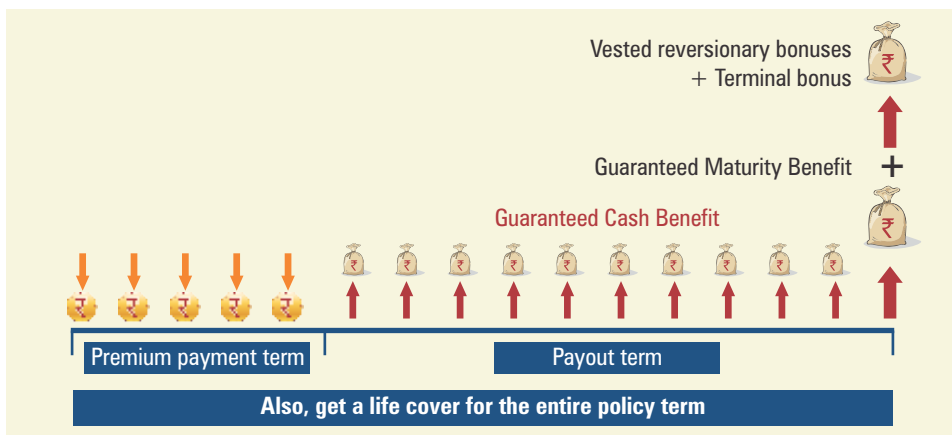 Vested reversionary bonuses
+ Terminal bonus
₹
Guaranteed Maturity Benefit +
Guaranteed Cash Benefit
₹
₹ ₹ ₹ ₹ ₹ ₹ ₹ ₹ ₹ ₹
₹ ₹ ₹ ₹ ₹
Premium payment term
Payout term
Also, get a life cover for the entire policy term